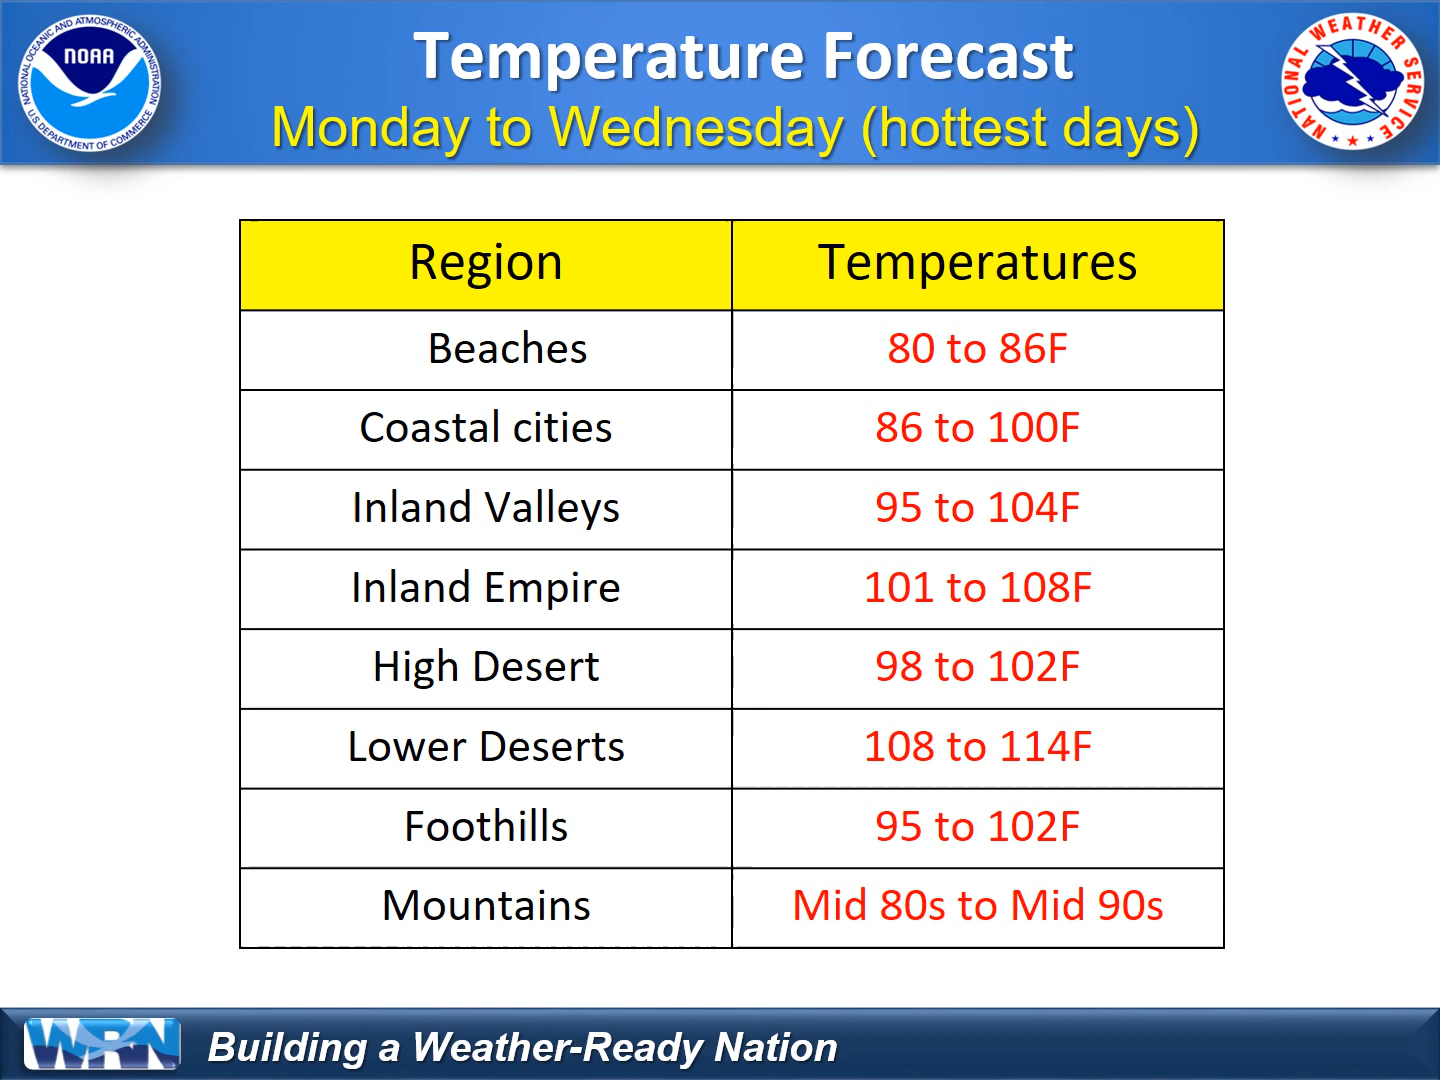 NATIONAL OCEANIC AND ATMOSPHERIC ADMINISTRATION
U.S. DEPARTMENT OF COMMERCE
NOAA
Temperature Forecast
Monday to Wednesday (hottest days)
NATIONAL WEATHER SERVICE
Region Temperatures
Beaches 80 to 86F
Coastal cities 86 to 100F
Inland Valleys 95 to 104F
Inland Empire 101 to 108F
High Desert 98 to 102F
Lower Deserts 108 to 114F
Foothills 95 to 102F
Mountains Mid 80s to Mid 90s
WRN Building a Weather-Ready Nation